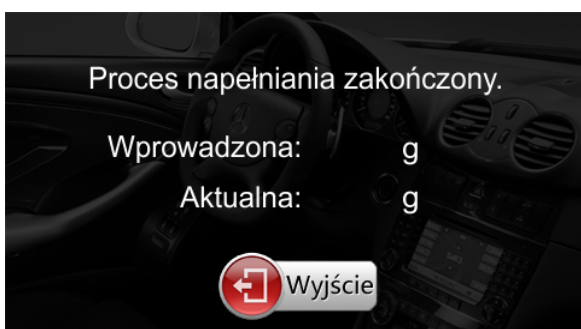 Proces napełniania zakończony.
Wprowadzona: g
Aktualna: g
Wyjście